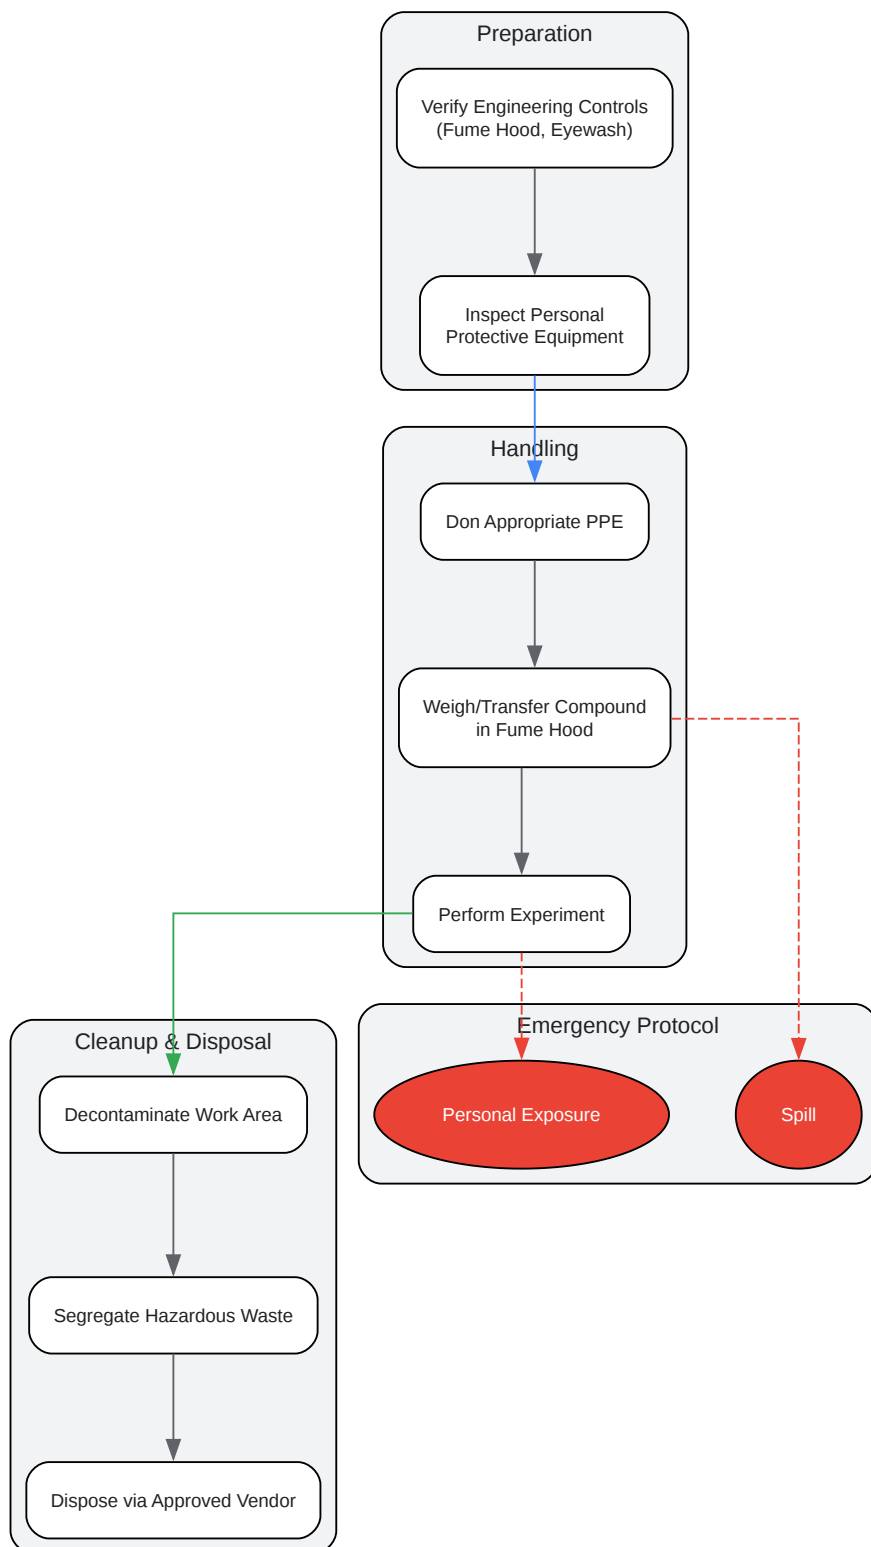 Preparation
Verify Engineering Controls
(Fume Hood, Eyewash)
Inspect Personal
Protective Equipment
Handling
Don Appropriate PPE
Weigh/Transfer Compound
in Fume Hood
Perform Experiment
Emergency Protocol
Personal Exposure
Spill
Cleanup & Disposal
Decontaminate Work Area
Segregate Hazardous Waste
Dispose via Approved Vendor